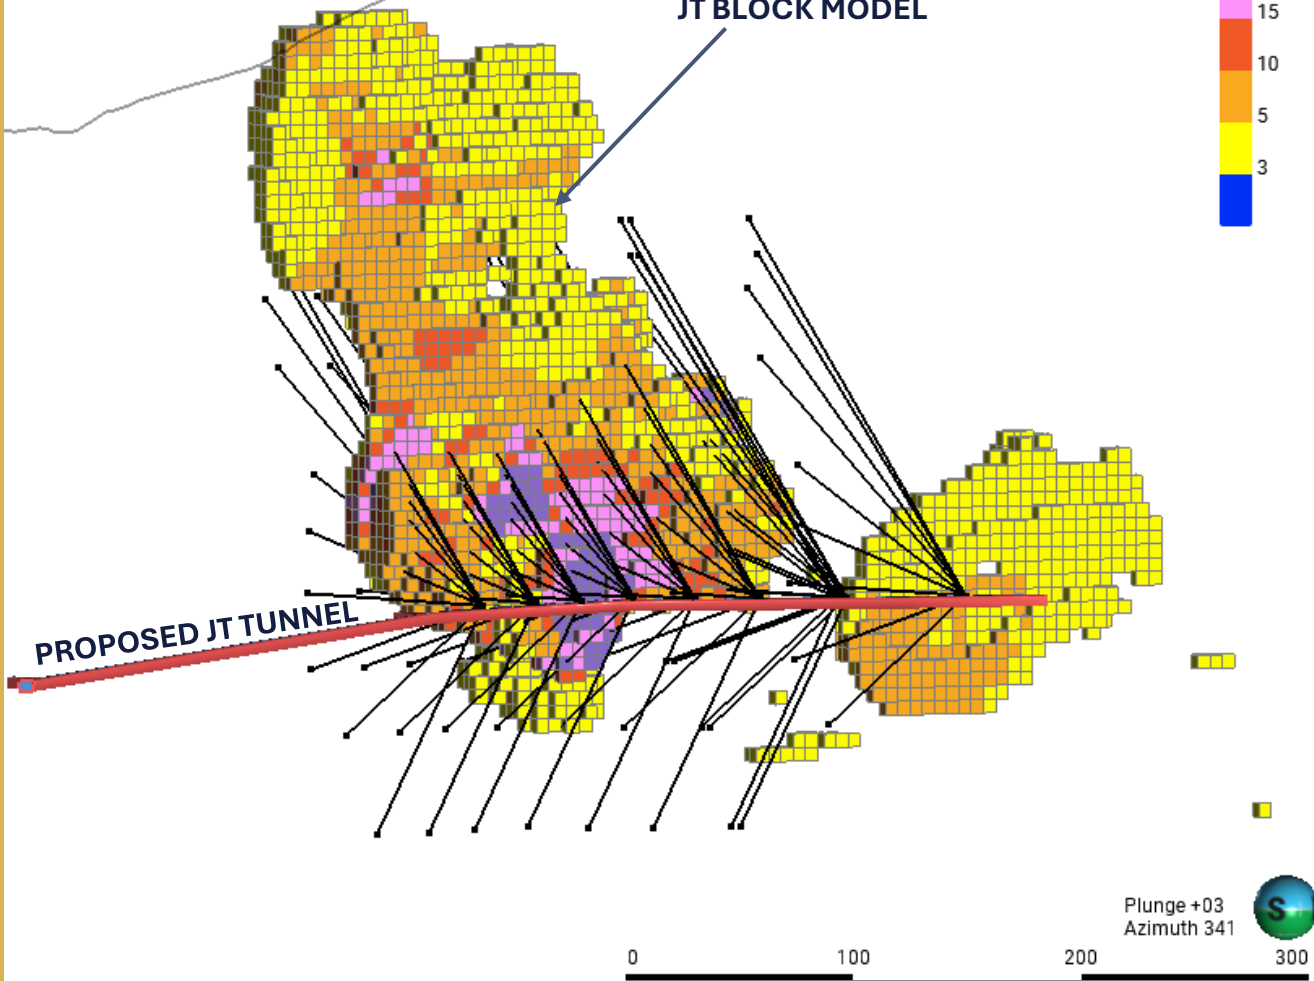 JT BLOCK MODEL
15
10
5
3
PROPOSED JT TUNNEL
Plunge +03
Azimuth 341
S
0 100 200 300